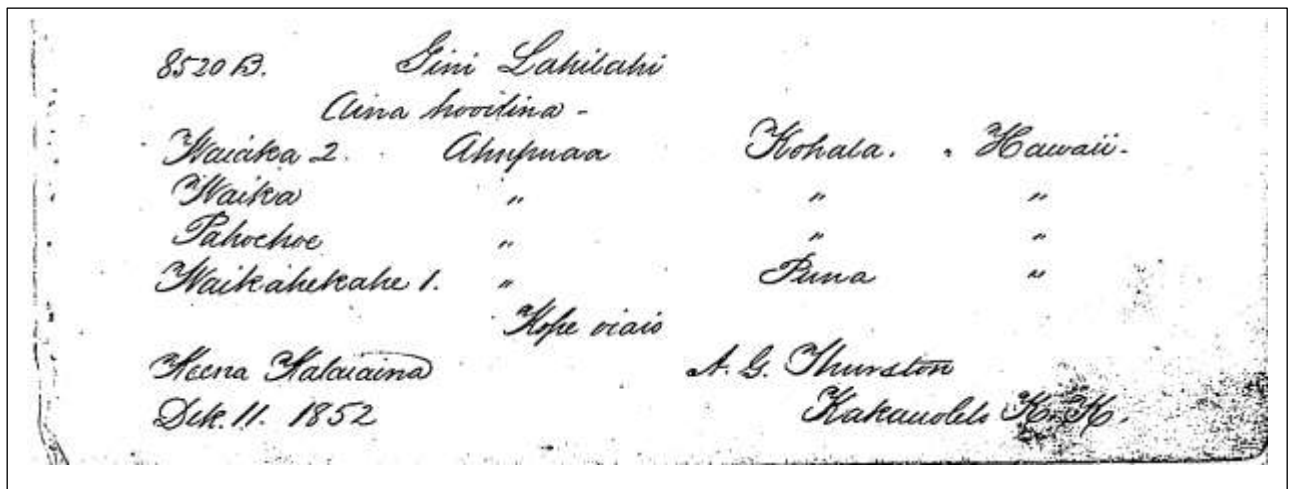 8520 B. Gini Lahilahi
Aina hooilina -
Waiaka 2. Ahupuaa Kohala. " Hawaii.
Waika " " "
Pahoehoe " " "
Waikahekahe 1. " Puna "
Kope oiaio
Keena Kalaiaina A. G. Thurston
Dek. 11. 1852 Kakauolelo K. K.